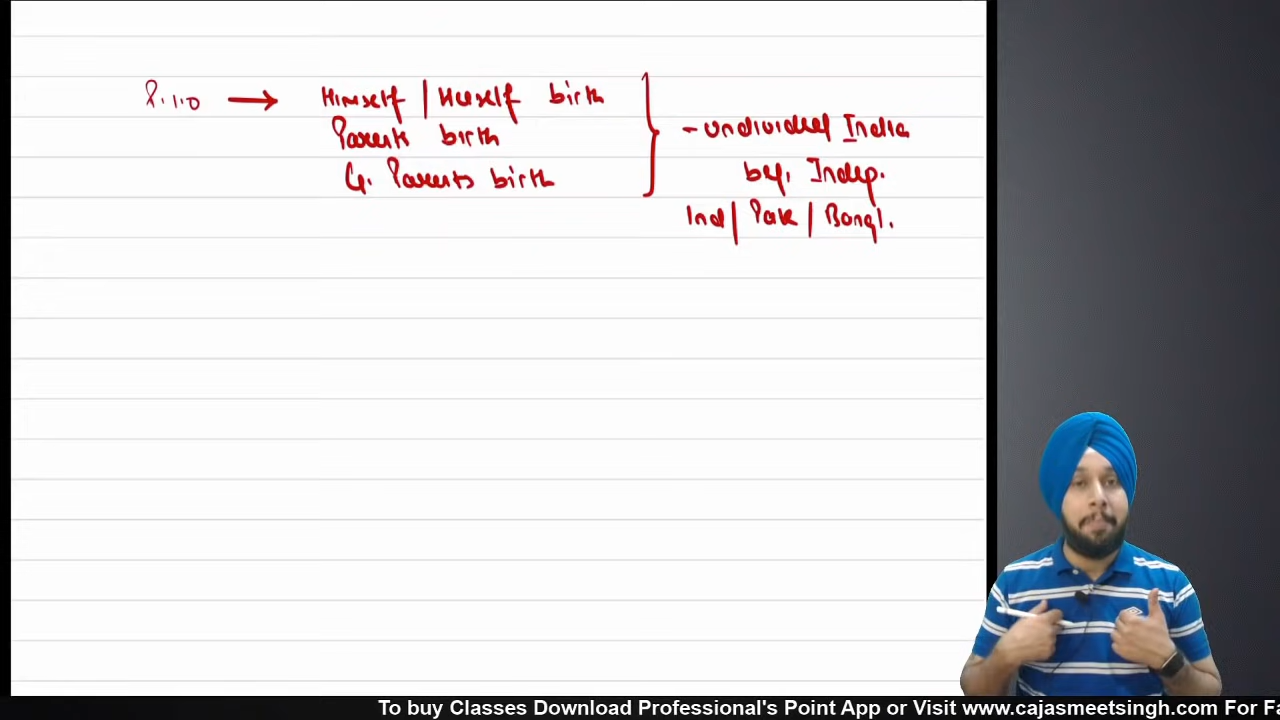 P.I.O → Himself | Herself birth
Parents birth
G. Parents birth
- undivided India
bef. Indep.
Ind | Pak | Bangl.
To buy Classes Download Professional's Point App or Visit www.cajasmeetsingh.com For Fa